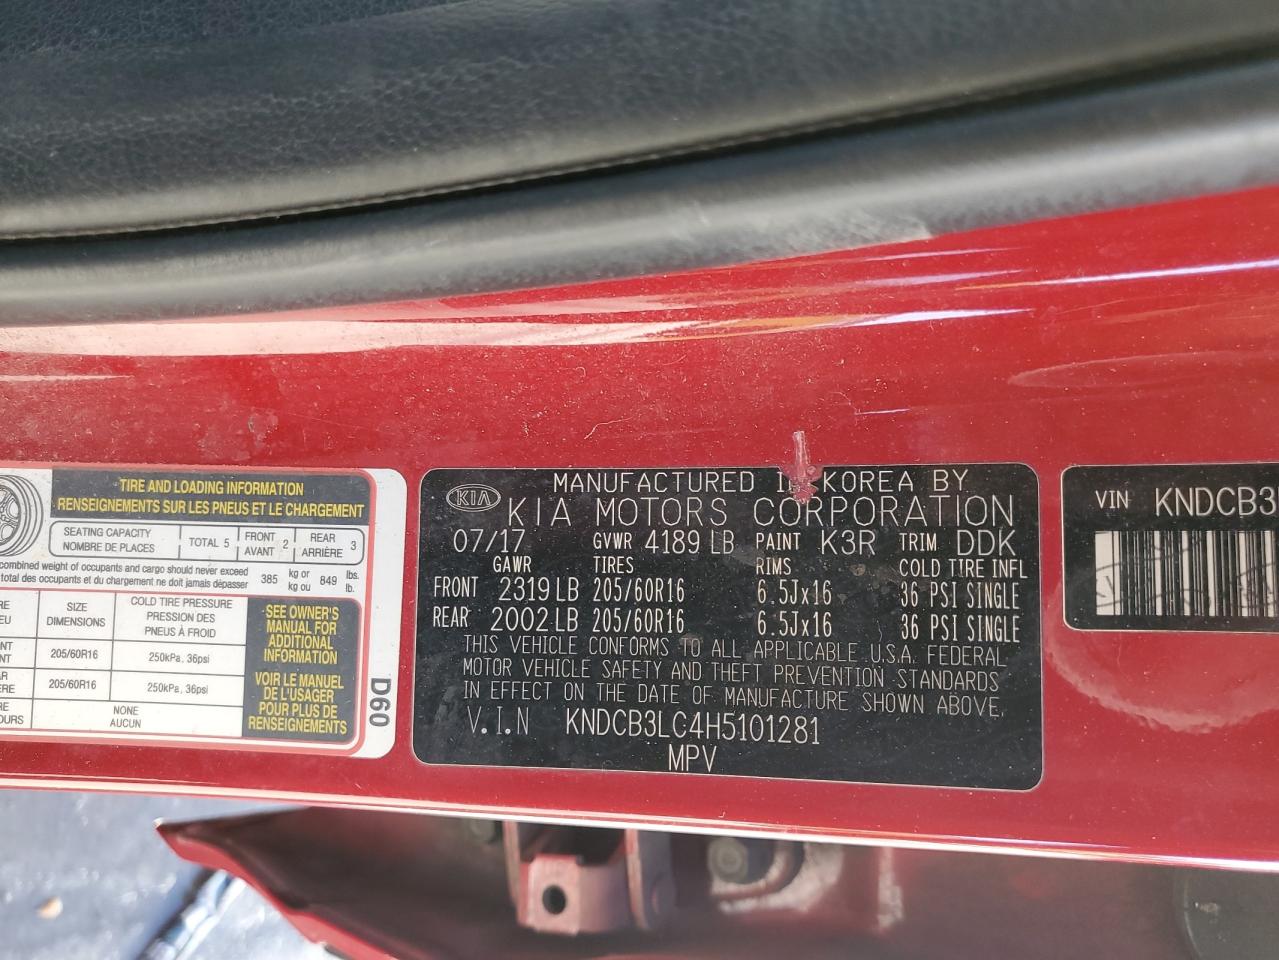 TIRE AND LOADING INFORMATION
RENSEIGNEMENTS SUR LES PNEUS ET LE CHARGEMENT
SEATING CAPACITY
NOMBRE DE PLACES
TOTAL 5
FRONT
AVANT 2
REAR
ARRIÈRE 3
combined weight of occupants and cargo should never exceed
total des occupants et du chargement ne doit jamais dépasser
385 kg or
kg ou 849 lbs.
lb.
SIZE
DIMENSIONS
COLD TIRE PRESSURE
PRESSION DES
PNEUS À FROID
205/60R16 250kPa, 36psi
205/60R16 250kPa, 36psi
NONE
AUCUN
SEE OWNER'S
MANUAL FOR
ADDITIONAL
INFORMATION
VOIR LE MANUEL
DE L'USAGER
POUR PLUS DE
RENSEIGNEMENTS
D60
KIA
MANUFACTURED KOREA BY
KIA MOTORS CORPORATION
07/17 GVWR 4189 LB PAINT K3R TRIM DDK
GAWR TIRES RIMS COLD TIRE INFL
FRONT 2319 LB 205/60R16 6.5Jx16 36 PSI SINGLE
REAR 2002 LB 205/60R16 6.5Jx16 36 PSI SINGLE
THIS VEHICLE CONFORMS TO ALL APPLICABLE U.S.A. FEDERAL
MOTOR VEHICLE SAFETY AND THEFT PREVENTION STANDARDS
IN EFFECT ON THE DATE OF MANUFACTURE SHOWN ABOVE.
V.I.N KNDCB3LC4H5101281
MPV
VIN KNDCB3L